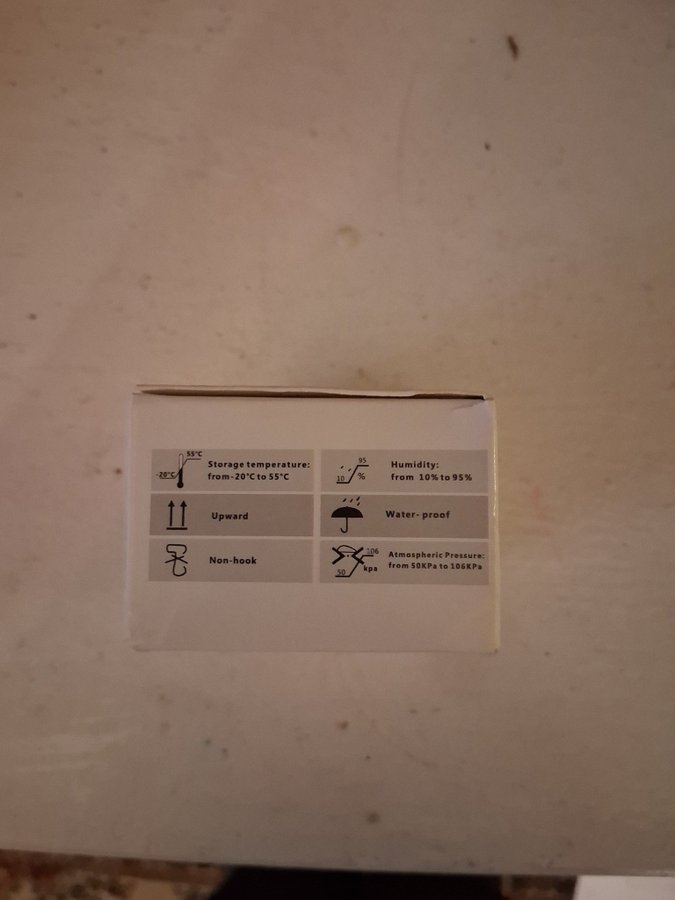 55°C
-20°C
Storage temperature:
from-20°C to 55°C
95
10
%
Humidity:
from 10% to 95%
Upward
Water- proof
Non-hook
106
50
kpa
Atmospheric Pressure:
from 50KPa to 106KPa